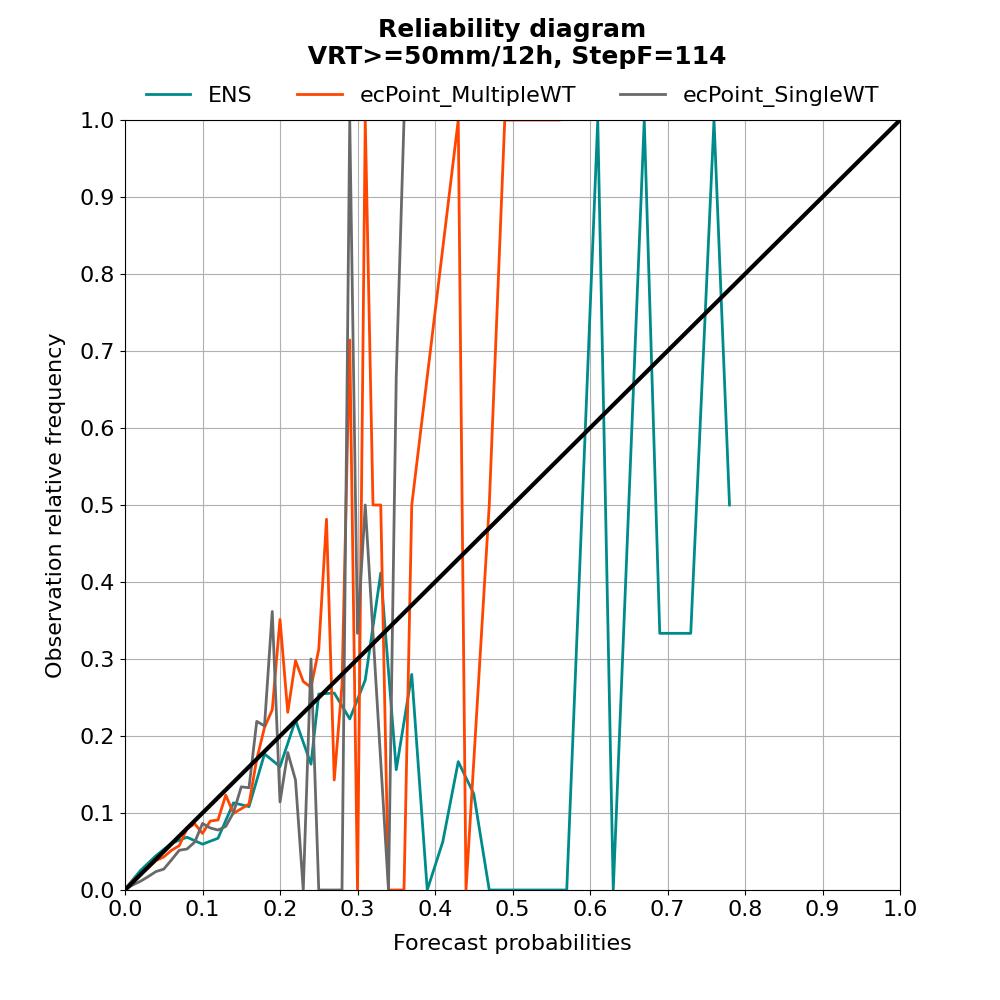 Reliability diagram
VRT>=50mm/12h, StepF=114
ENS ecPoint_MultipleWT ecPoint_SingleWT
1.0
0.9
0.8
0.7
0.6
0.5
0.4
0.3
0.2
0.1
0.0
Observation relative frequency
0.0 0.1 0.2 0.3 0.4 0.5 0.6 0.7 0.8 0.9 1.0
Forecast probabilities